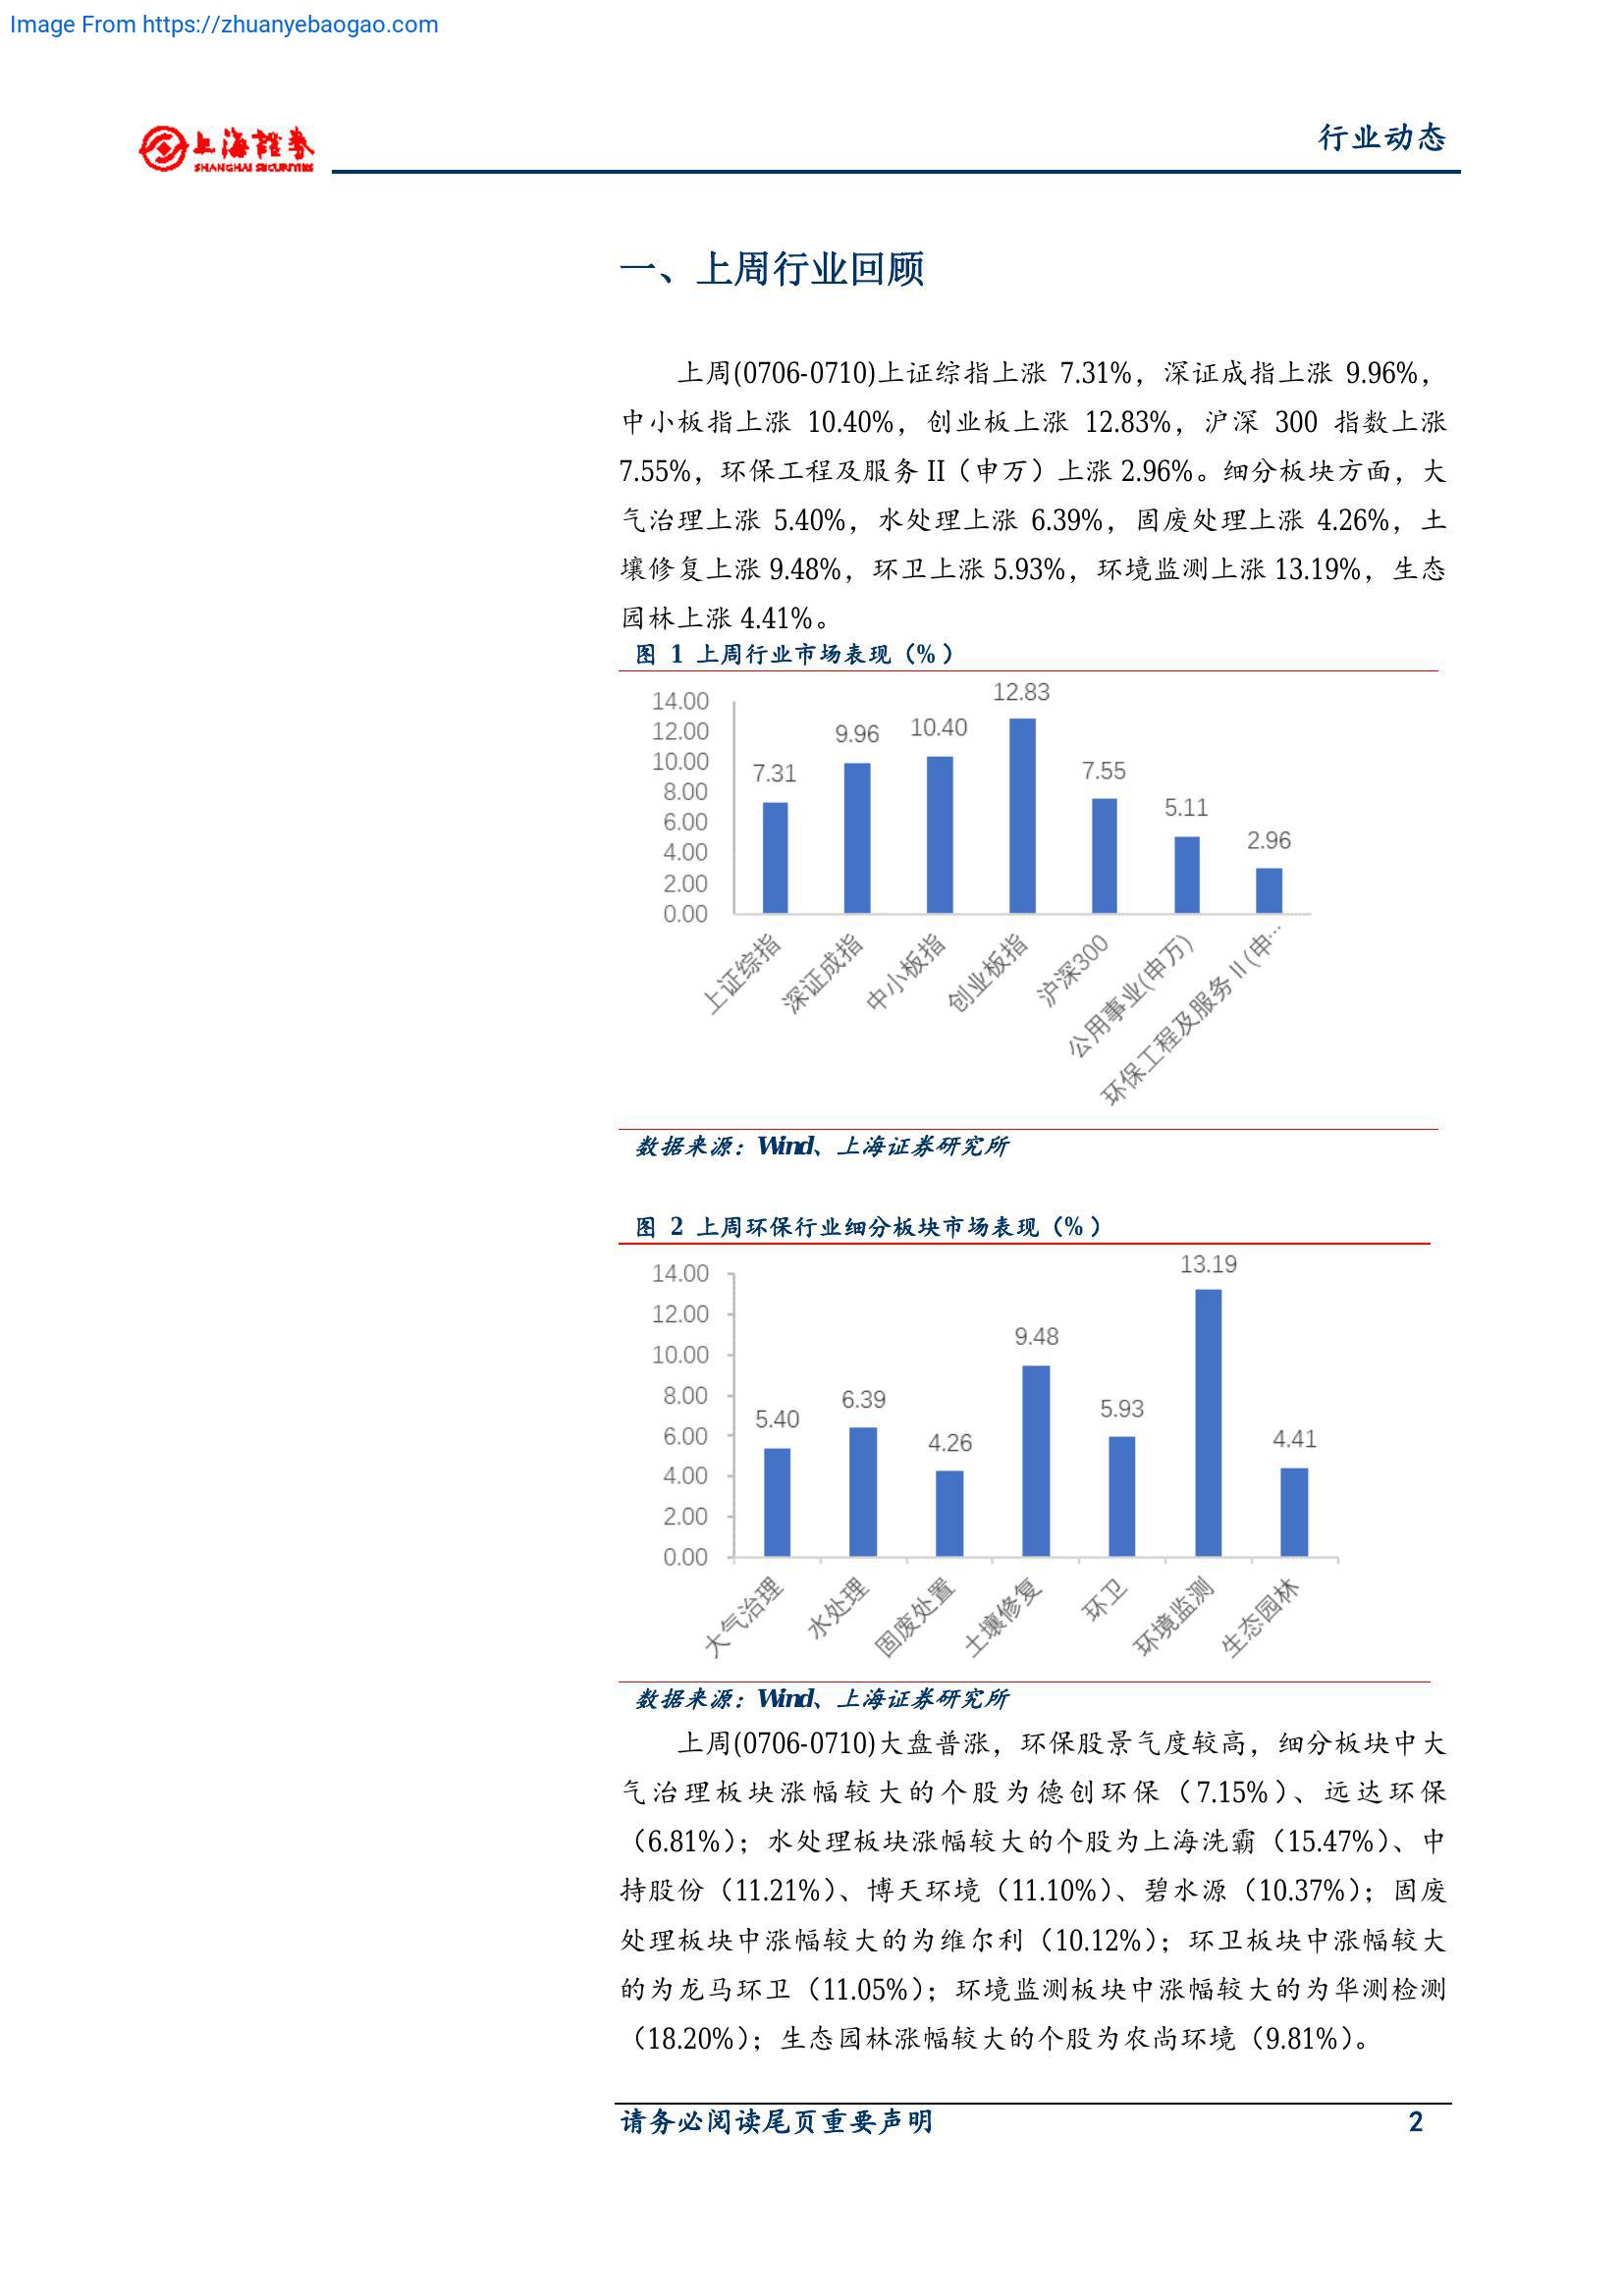 Image From https://zhuanyebaogao.com
上海證券
SHANGHAI SECURITIES
行业动态
一、上周行业回顾
上周(0706-0710)上证综指上涨 7.31%，深证成指上涨 9.96%，
中小板指上涨 10.40%，创业板上涨 12.83%，沪深 300 指数上涨
7.55%，环保工程及服务 II（申万）上涨 2.96%。细分板块方面，大
气治理上涨 5.40%，水处理上涨 6.39%，固废处理上涨 4.26%，土
壤修复上涨 9.48%，环卫上涨 5.93%，环境监测上涨 13.19%，生态
园林上涨 4.41%。
图 1 上周行业市场表现（%）
14.00
12.00
10.00
8.00
6.00
4.00
2.00
0.00
7.31
9.96
10.40
12.83
7.55
5.11
2.96
上证综指
深证成指
中小板指
创业板指
沪深300
公用事业(申万)
环保工程及服务Ⅱ(申…
数据来源：Wind、上海证券研究所
图 2 上周环保行业细分板块市场表现（%）
14.00
12.00
10.00
8.00
6.00
4.00
2.00
0.00
5.40
6.39
4.26
9.48
5.93
13.19
4.41
大气治理
水处理
固废处置
土壤修复
环卫
环境监测
生态园林
数据来源：Wind、上海证券研究所
上周(0706-0710)大盘普涨，环保股景气度较高，细分板块中大
气治理板块涨幅较大的个股为德创环保（7.15%）、远达环保
（6.81%）；水处理板块涨幅较大的个股为上海洗霸（15.47%）、中
持股份（11.21%）、博天环境（11.10%）、碧水源（10.37%）；固废
处理板块中涨幅较大的为维尔利（10.12%）；环卫板块中涨幅较大
的为龙马环卫（11.05%）；环境监测板块中涨幅较大的为华测检测
（18.20%）；生态园林涨幅较大的个股为农尚环境（9.81%）。
请务必阅读尾页重要声明
2